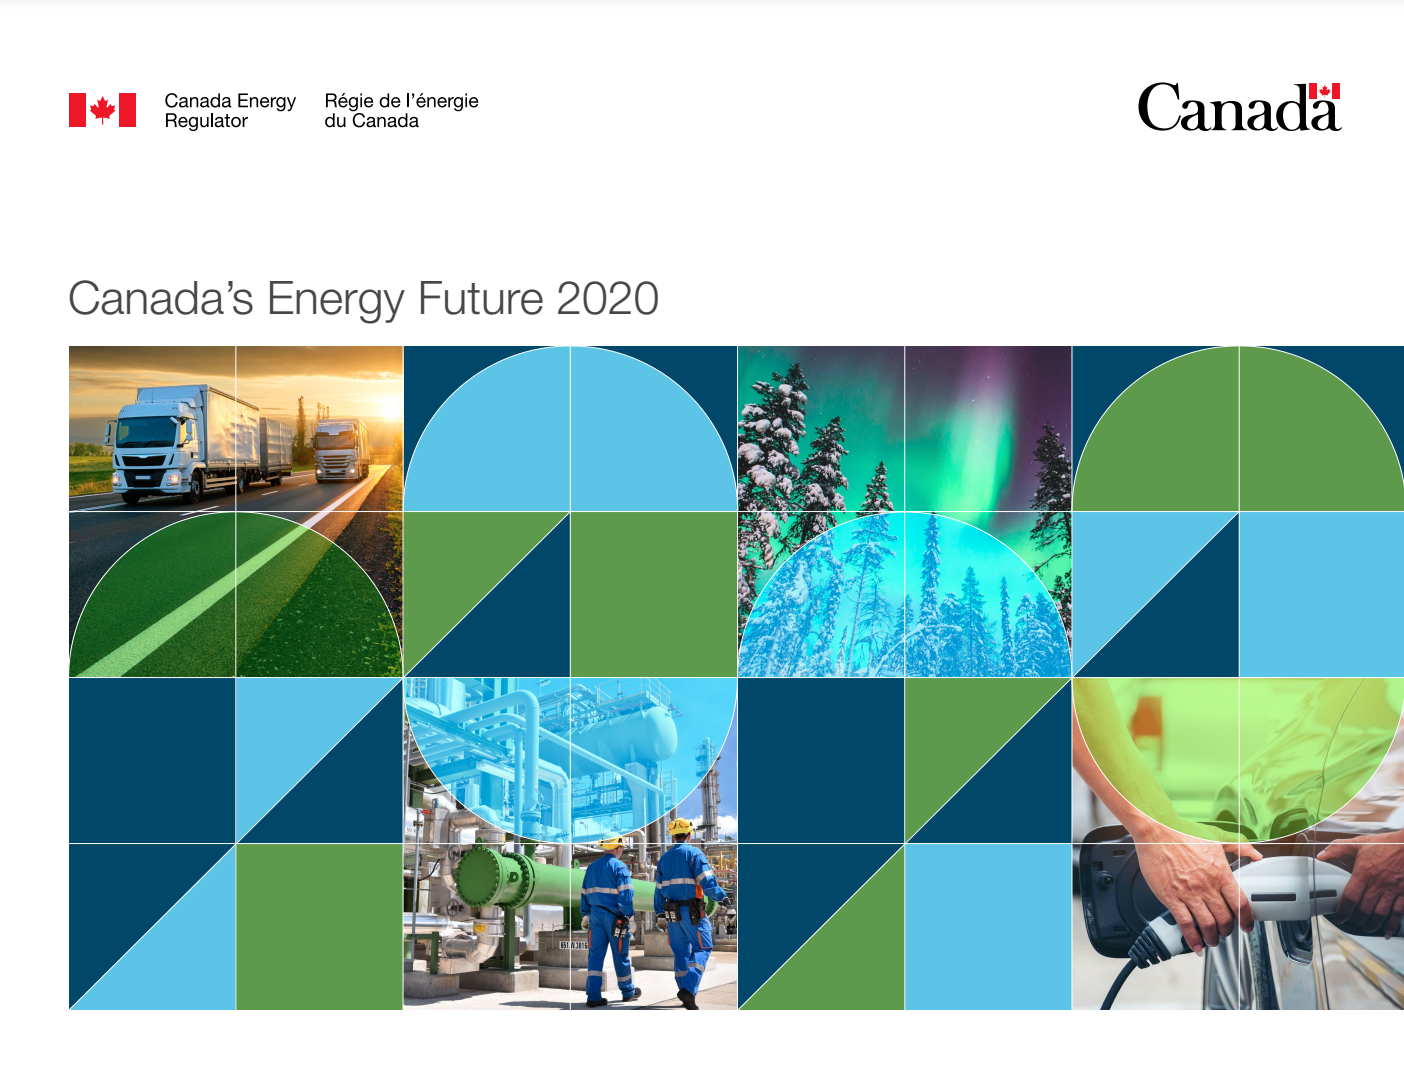 Canada Energy
Regulator
Régie de l'énergie
du Canada
Canada
Canada's Energy Future 2020